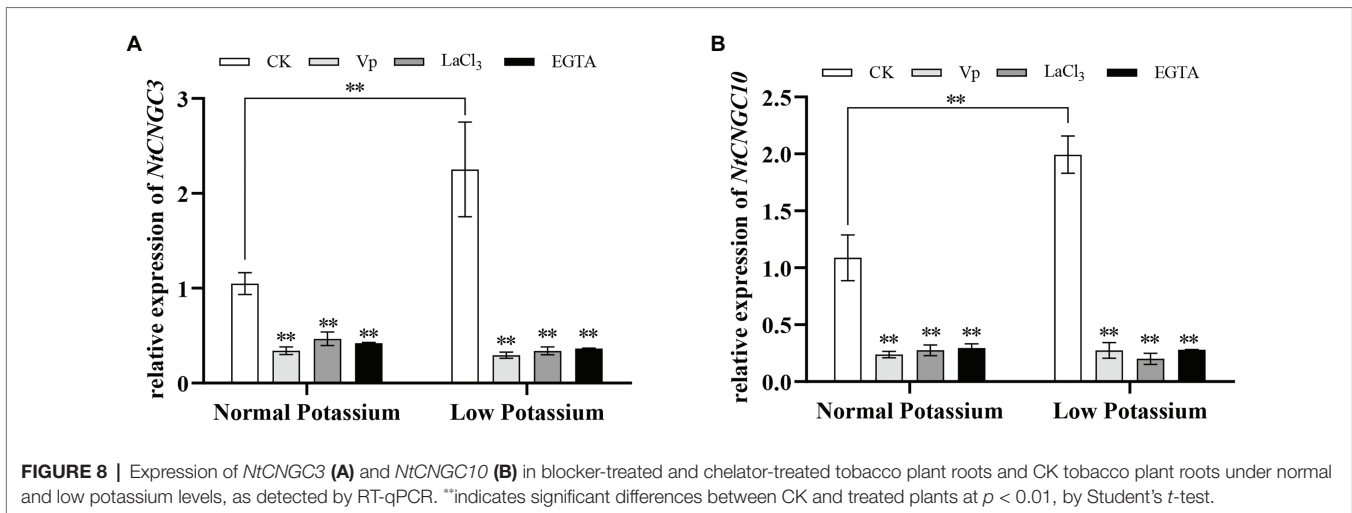 A
CK Vp LaCl₃ EGTA
relative expression of NtCNGC3
3
2
1
0
**
** ** **
** ** **
Normal Potassium Low Potassium
B
CK Vp LaCl₃ EGTA
relative expression of NtCNGC10
2.5
2.0
1.5
1.0
0.5
0.0
**
** ** **
** ** **
Normal Potassium Low Potassium
FIGURE 8 | Expression of NtCNGC3 (A) and NtCNGC10 (B) in blocker-treated and chelator-treated tobacco plant roots and CK tobacco plant roots under normal
and low potassium levels, as detected by RT-qPCR. **indicates significant differences between CK and treated plants at p < 0.01, by Student's t-test.